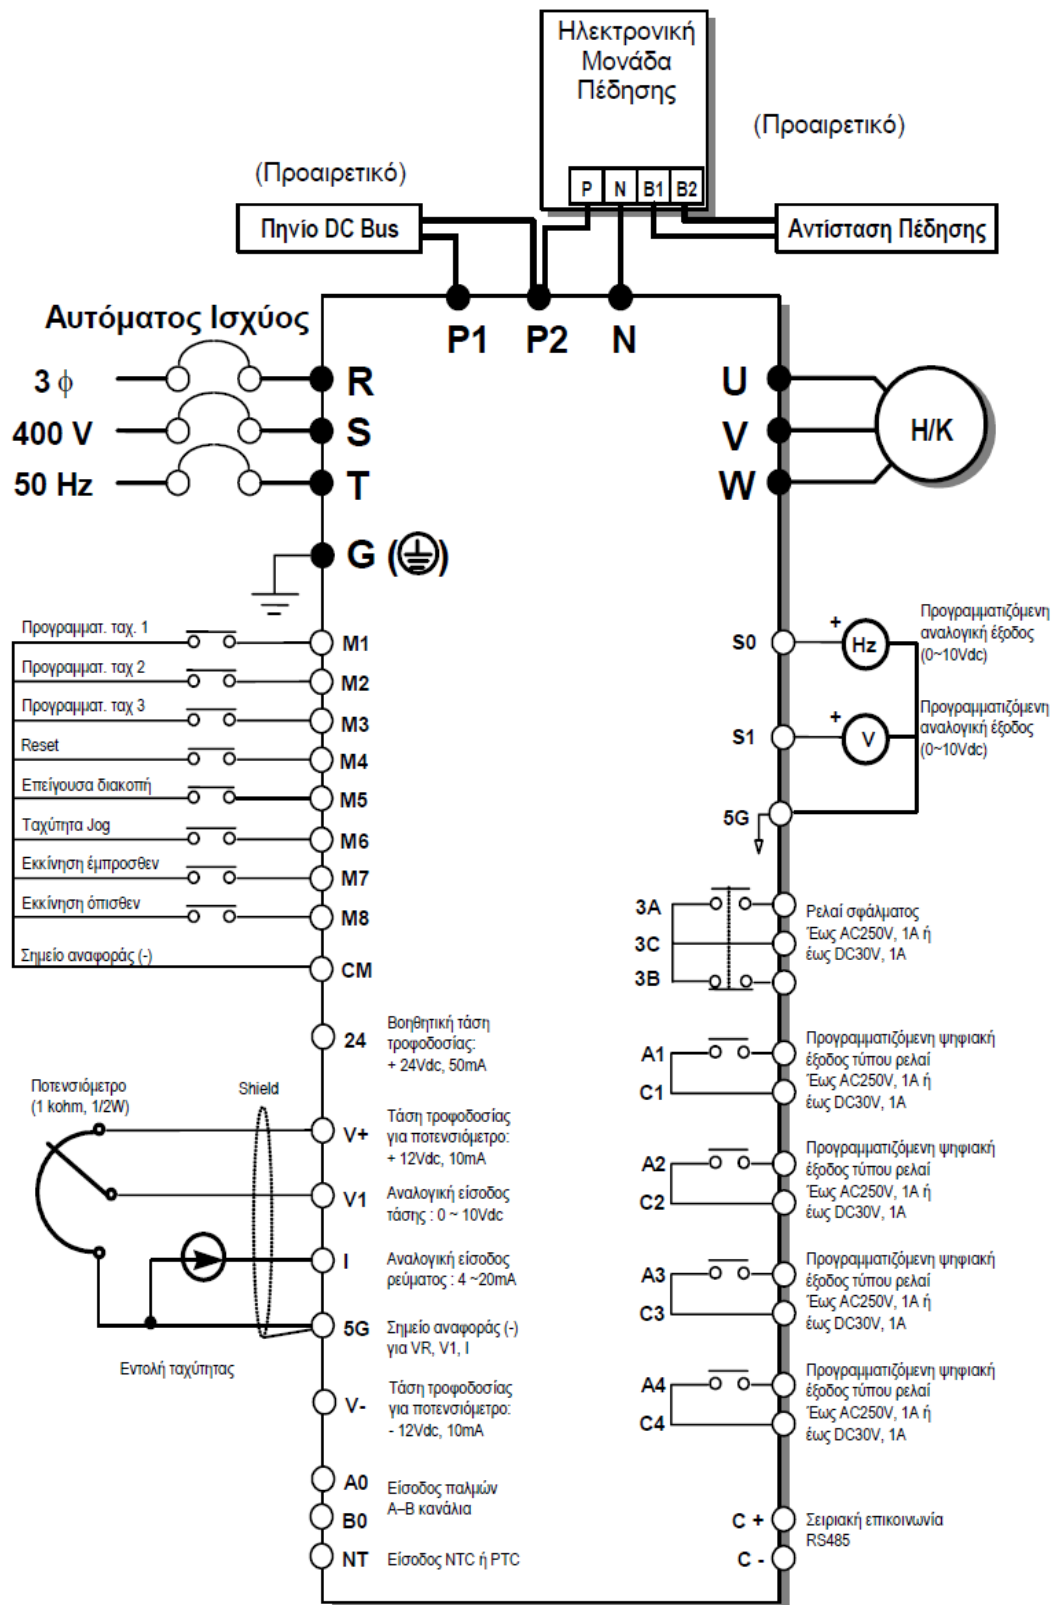 Ηλεκτρονική
Μονάδα
Πέδησης
(Προαιρετικό)
(Προαιρετικό)
P N B1 B2
Πηνίο DC Bus
Αντίσταση Πέδησης
Αυτόματος Ισχύος
P1 P2 N
3 ϕ
R
U
400 V
S
V
H/K
50 Hz
T
W
G
Προγραμματ. ταχ. 1
M1
Προγραμματ. ταχ 2
M2
Προγραμματ. ταχ 3
M3
Reset
M4
Επείγουσα διακοπή
M5
Ταχύτητα Jog
M6
Εκκίνηση έμπροσθεν
M7
Εκκίνηση όπισθεν
M8
Σημείο αναφοράς (-)
CM
S0
+
Hz
Προγραμματιζόμενη
αναλογική έξοδος
(0~10Vdc)
S1
+
V
Προγραμματιζόμενη
αναλογική έξοδος
(0~10Vdc)
5G
3A
3C
3B
Ρελαί σφάλματος
Έως AC250V, 1A ή
έως DC30V, 1A
24
Βοηθητική τάση
τροφοδοσίας:
+ 24Vdc, 50mA
A1
C1
Προγραμματιζόμενη ψηφιακή
έξοδος τύπου ρελαί
Έως AC250V, 1A ή
έως DC30V, 1A
Ποτενσιόμετρο
(1 kohm, 1/2W)
Shield
V+
Τάση τροφοδοσίας
για ποτενσιόμετρο:
+ 12Vdc, 10mA
A2
C2
Προγραμματιζόμενη ψηφιακή
έξοδος τύπου ρελαί
Έως AC250V, 1A ή
έως DC30V, 1A
V1
Αναλογική είσοδος
τάσης : 0 ~ 10Vdc
I
Αναλογική είσοδος
ρεύματος : 4 ~20mA
A3
C3
Προγραμματιζόμενη ψηφιακή
έξοδος τύπου ρελαί
Έως AC250V, 1A ή
έως DC30V, 1A
5G
Σημείο αναφοράς (-)
για VR, V1, I
Εντολή ταχύτητας
V-
Τάση τροφοδοσίας
για ποτενσιόμετρο:
- 12Vdc, 10mA
A4
C4
Προγραμματιζόμενη ψηφιακή
έξοδος τύπου ρελαί
Έως AC250V, 1A ή
έως DC30V, 1A
A0
B0
Είσοδος παλμών
A–B κανάλια
NT
Είσοδος NTC ή PTC
C +
C -
Σειριακή επικοινωνία
RS485